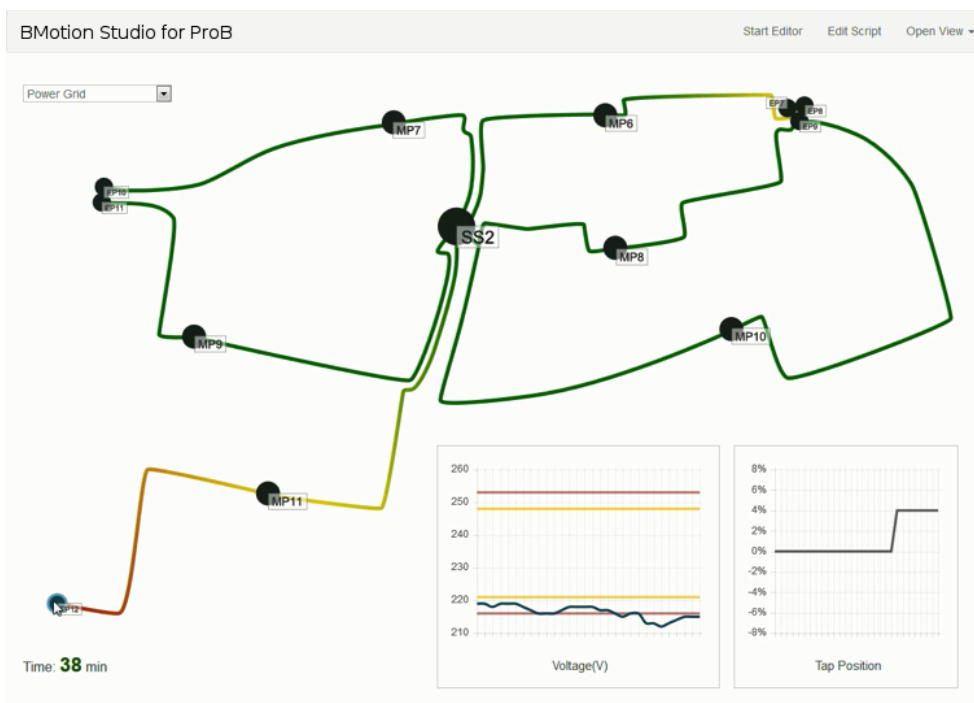 BMotion Studio for ProB
Start Editor Edit Script Open View
Power Grid
MP7
MP6
EP7
EP8
EP9
EP10
EP11
SS2
MP8
MP9
MP10
MP11
EP12
260
250
240
230
220
210
Voltage(V)
8%
6%
4%
2%
0%
-2%
-4%
-6%
-8%
Tap Position
Time: 38 min